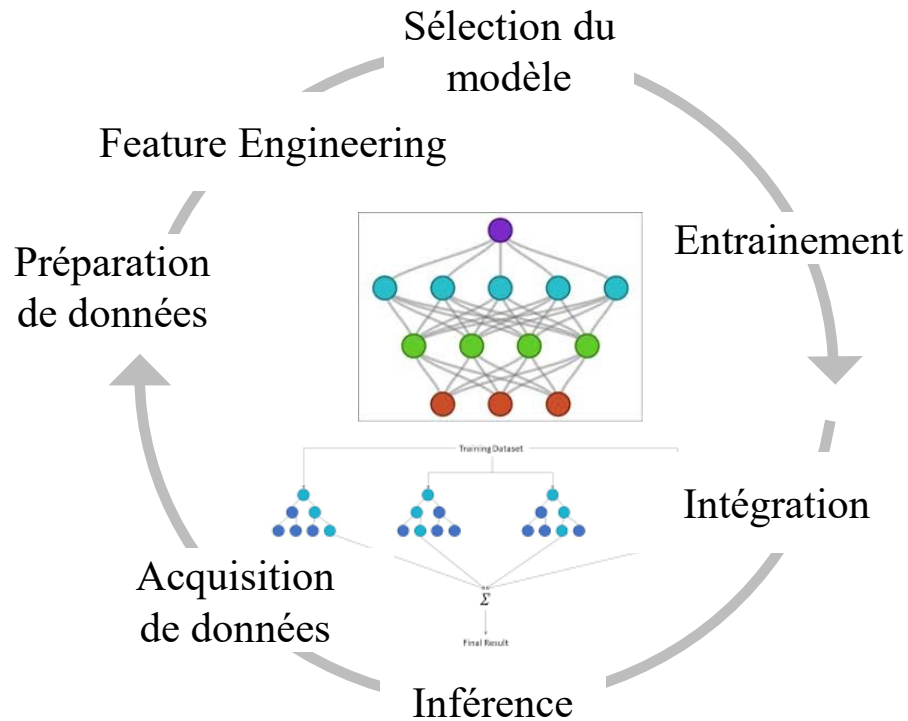 Sélection du
modèle
Feature Engineering
Entrainement
Préparation
de données
Training Dataset
Intégration
Acquisition
de données
Σ
Final Result
Inférence